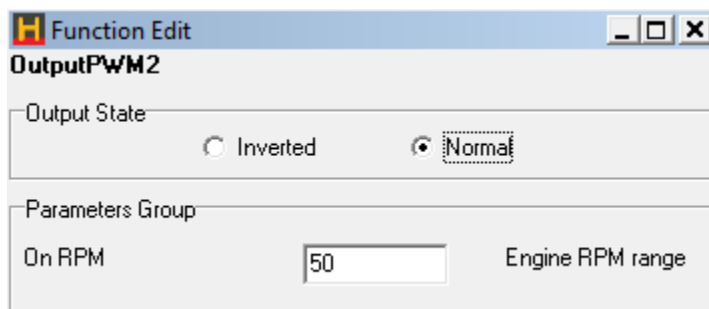 H Function Edit
OutputPWM2
Output State
Inverted Normal
Parameters Group
On RPM 50 Engine RPM range